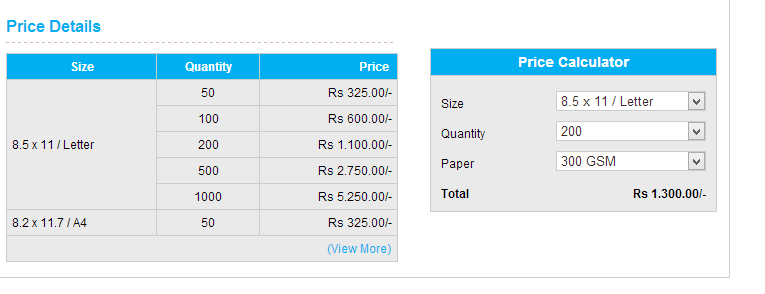 Price Details
Size Quantity Price
50 Rs 325.00/-
100 Rs 600.00/-
8.5 x 11 / Letter 200 Rs 1.100.00/-
500 Rs 2.750.00/-
1000 Rs 5.250.00/-
8.2 x 11.7 / A4 50 Rs 325.00/-
(View More)
Price Calculator
Size 8.5 x 11 / Letter
Quantity 200
Paper 300 GSM
Total Rs 1.300.00/-